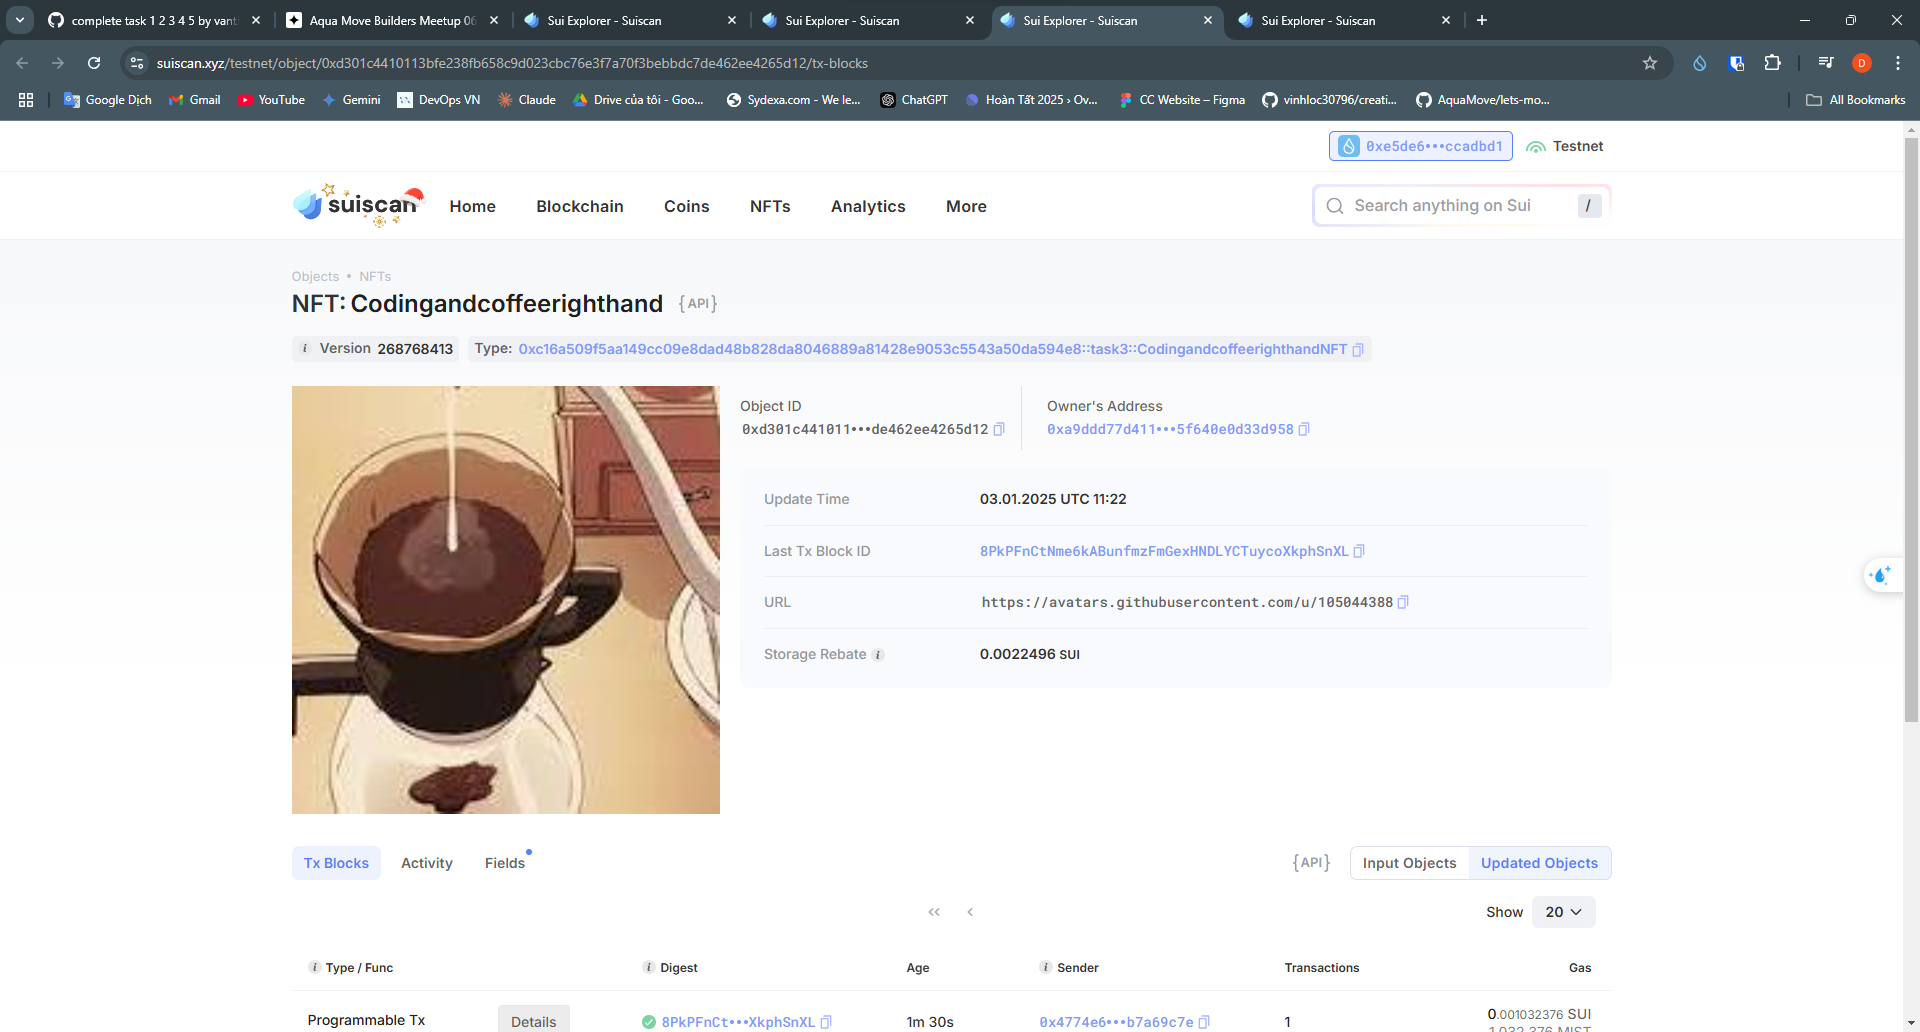 complete task 1 2 3 4 5 by vant
Aqua Move Builders Meetup 06
Sui Explorer - Suiscan
Sui Explorer - Suiscan
Sui Explorer - Suiscan
Sui Explorer - Suiscan
suiscan.xyz/testnet/object/0xd301c4410113bfe238fb658c9d023cbc76e3f7a70f3bebbdc7de462ee4265d12/tx-blocks
D
Google Dịch
Gmail
YouTube
Gemini
DevOps VN
Claude
Drive của tôi - Goo...
Sydexa.com - We le...
ChatGPT
Hoàn Tất 2025 › Ov...
CC Website – Figma
vinhloc30796/creati...
AquaMove/lets-mo...
All Bookmarks
0xe5de6•••ccadbd1
Testnet
suiscan
Home
Blockchain
Coins
NFTs
Analytics
More
Search anything on Sui
/
Objects • NFTs
NFT: Codingandcoffeerighthand {API}
Version 268768413
Type: 0xc16a509f5aa149cc09e8dad48b828da8046889a81428e9053c5543a50da594e8::task3::CodingandcoffeerighthandNFT
Object ID
0xd301c441011•••de462ee4265d12
Owner's Address
0xa9ddd77d411•••5f640e0d33d958
Update Time
03.01.2025 UTC 11:22
Last Tx Block ID
8PkPFnCtNme6kABunfmzFmGexHNDLYCTuycoXkphSnXL
URL
https://avatars.githubusercontent.com/u/105044388
Storage Rebate
0.0022496 SUI
Tx Blocks
Activity
Fields
{API}
Input Objects
Updated Objects
Show
20
Type / Func
Digest
Age
Sender
Transactions
Gas
Programmable Tx
Details
8PkPFnCt•••XkphSnXL
1m 30s
0x4774e6•••b7a69c7e
1
0.001032376 SUI
1,032,376 MIST